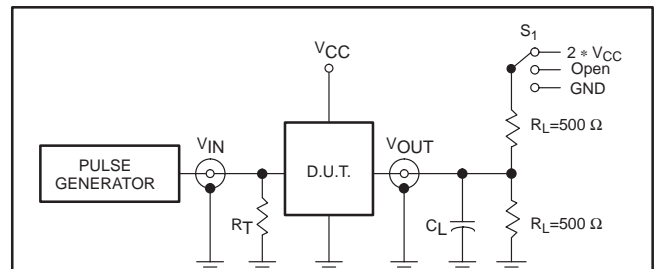 S1
2 * VCC
Open
GND
VCC
RL=500 Ω
VIN
VOUT
PULSE
GENERATOR
D.U.T.
RT
CL
RL=500 Ω